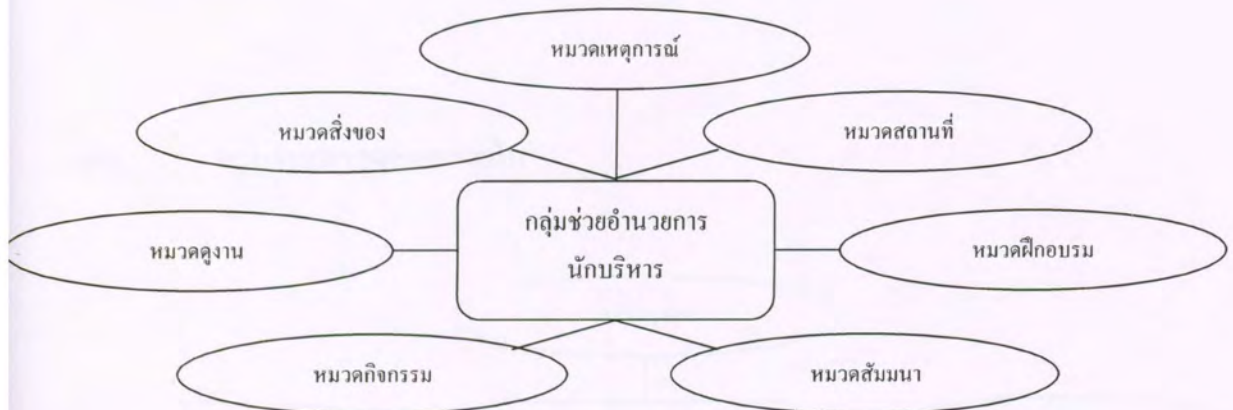 หมวดเหตุการณ์
หมวดสิ่งของ
หมวดสถานที่
กลุ่มช่วยอำนวยการ
นักบริหาร
หมวดดูงาน
หมวดฝึกอบรม
หมวดกิจกรรม
หมวดสัมมนา